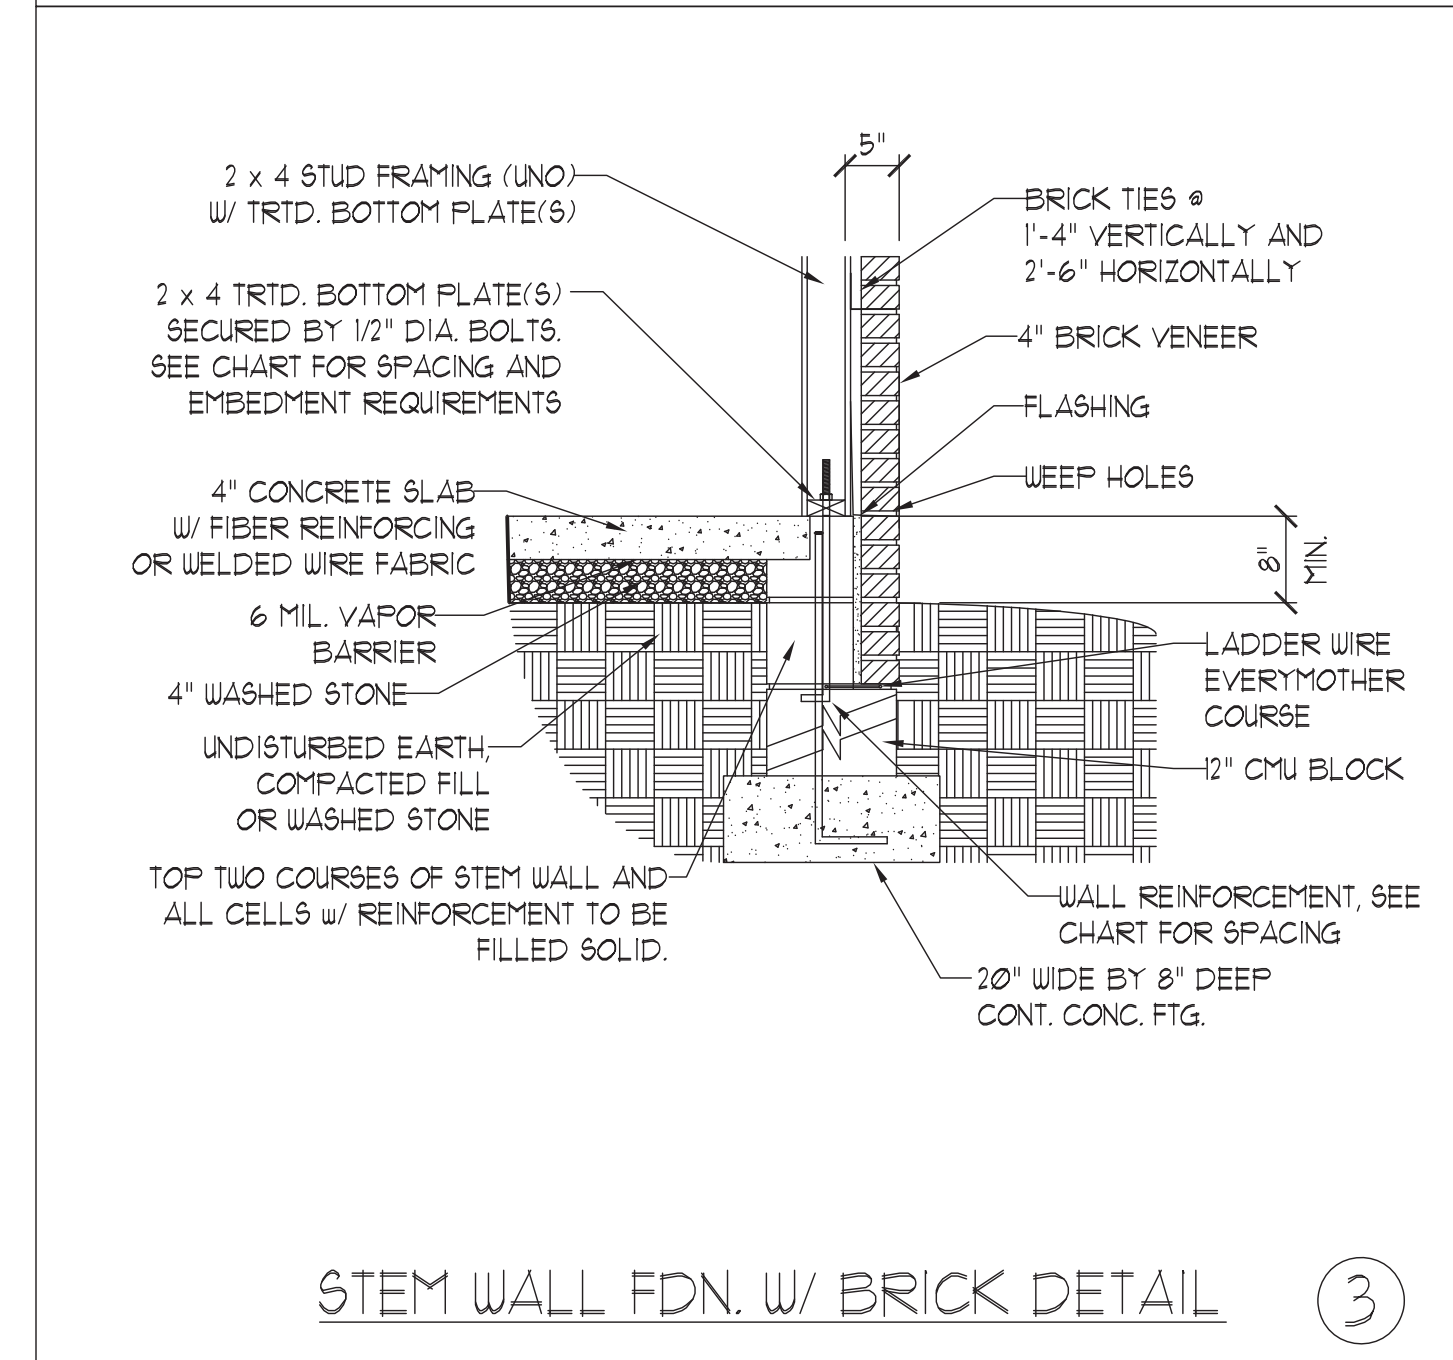 5"
2 x 4 STUD FRAMING (UNO)
W/ TRTD. BOTTOM PLATE(S)
2 x 4 TRTD. BOTTOM PLATE(S)
SECURED BY 1/2" DIA. BOLTS.
SEE CHART FOR SPACING AND
EMBEDMENT REQUIREMENTS
4" CONCRETE SLAB
W/ FIBER REINFORCING
OR WELDED WIRE FABRIC
6 MIL. VAPOR
BARRIER
4" WASHED STONE
UNDISTURBED EARTH,
COMPACTED FILL
OR WASHED STONE
TOP TWO COURSES OF STEM WALL AND
ALL CELLS w/ REINFORCEMENT TO BE
FILLED SOLID.
BRICK TIES @
1'-4" VERTICALLY AND
2'-6" HORIZONTALLY
4" BRICK VENEER
FLASHING
WEEP HOLES
8"
MIN.
LADDER WIRE
EVERYMOTHER
COURSE
12" CMU BLOCK
WALL REINFORCEMENT, SEE
CHART FOR SPACING
20" WIDE BY 8" DEEP
CONT. CONC. FTG.
STEM WALL FDN. W/ BRICK DETAIL
3